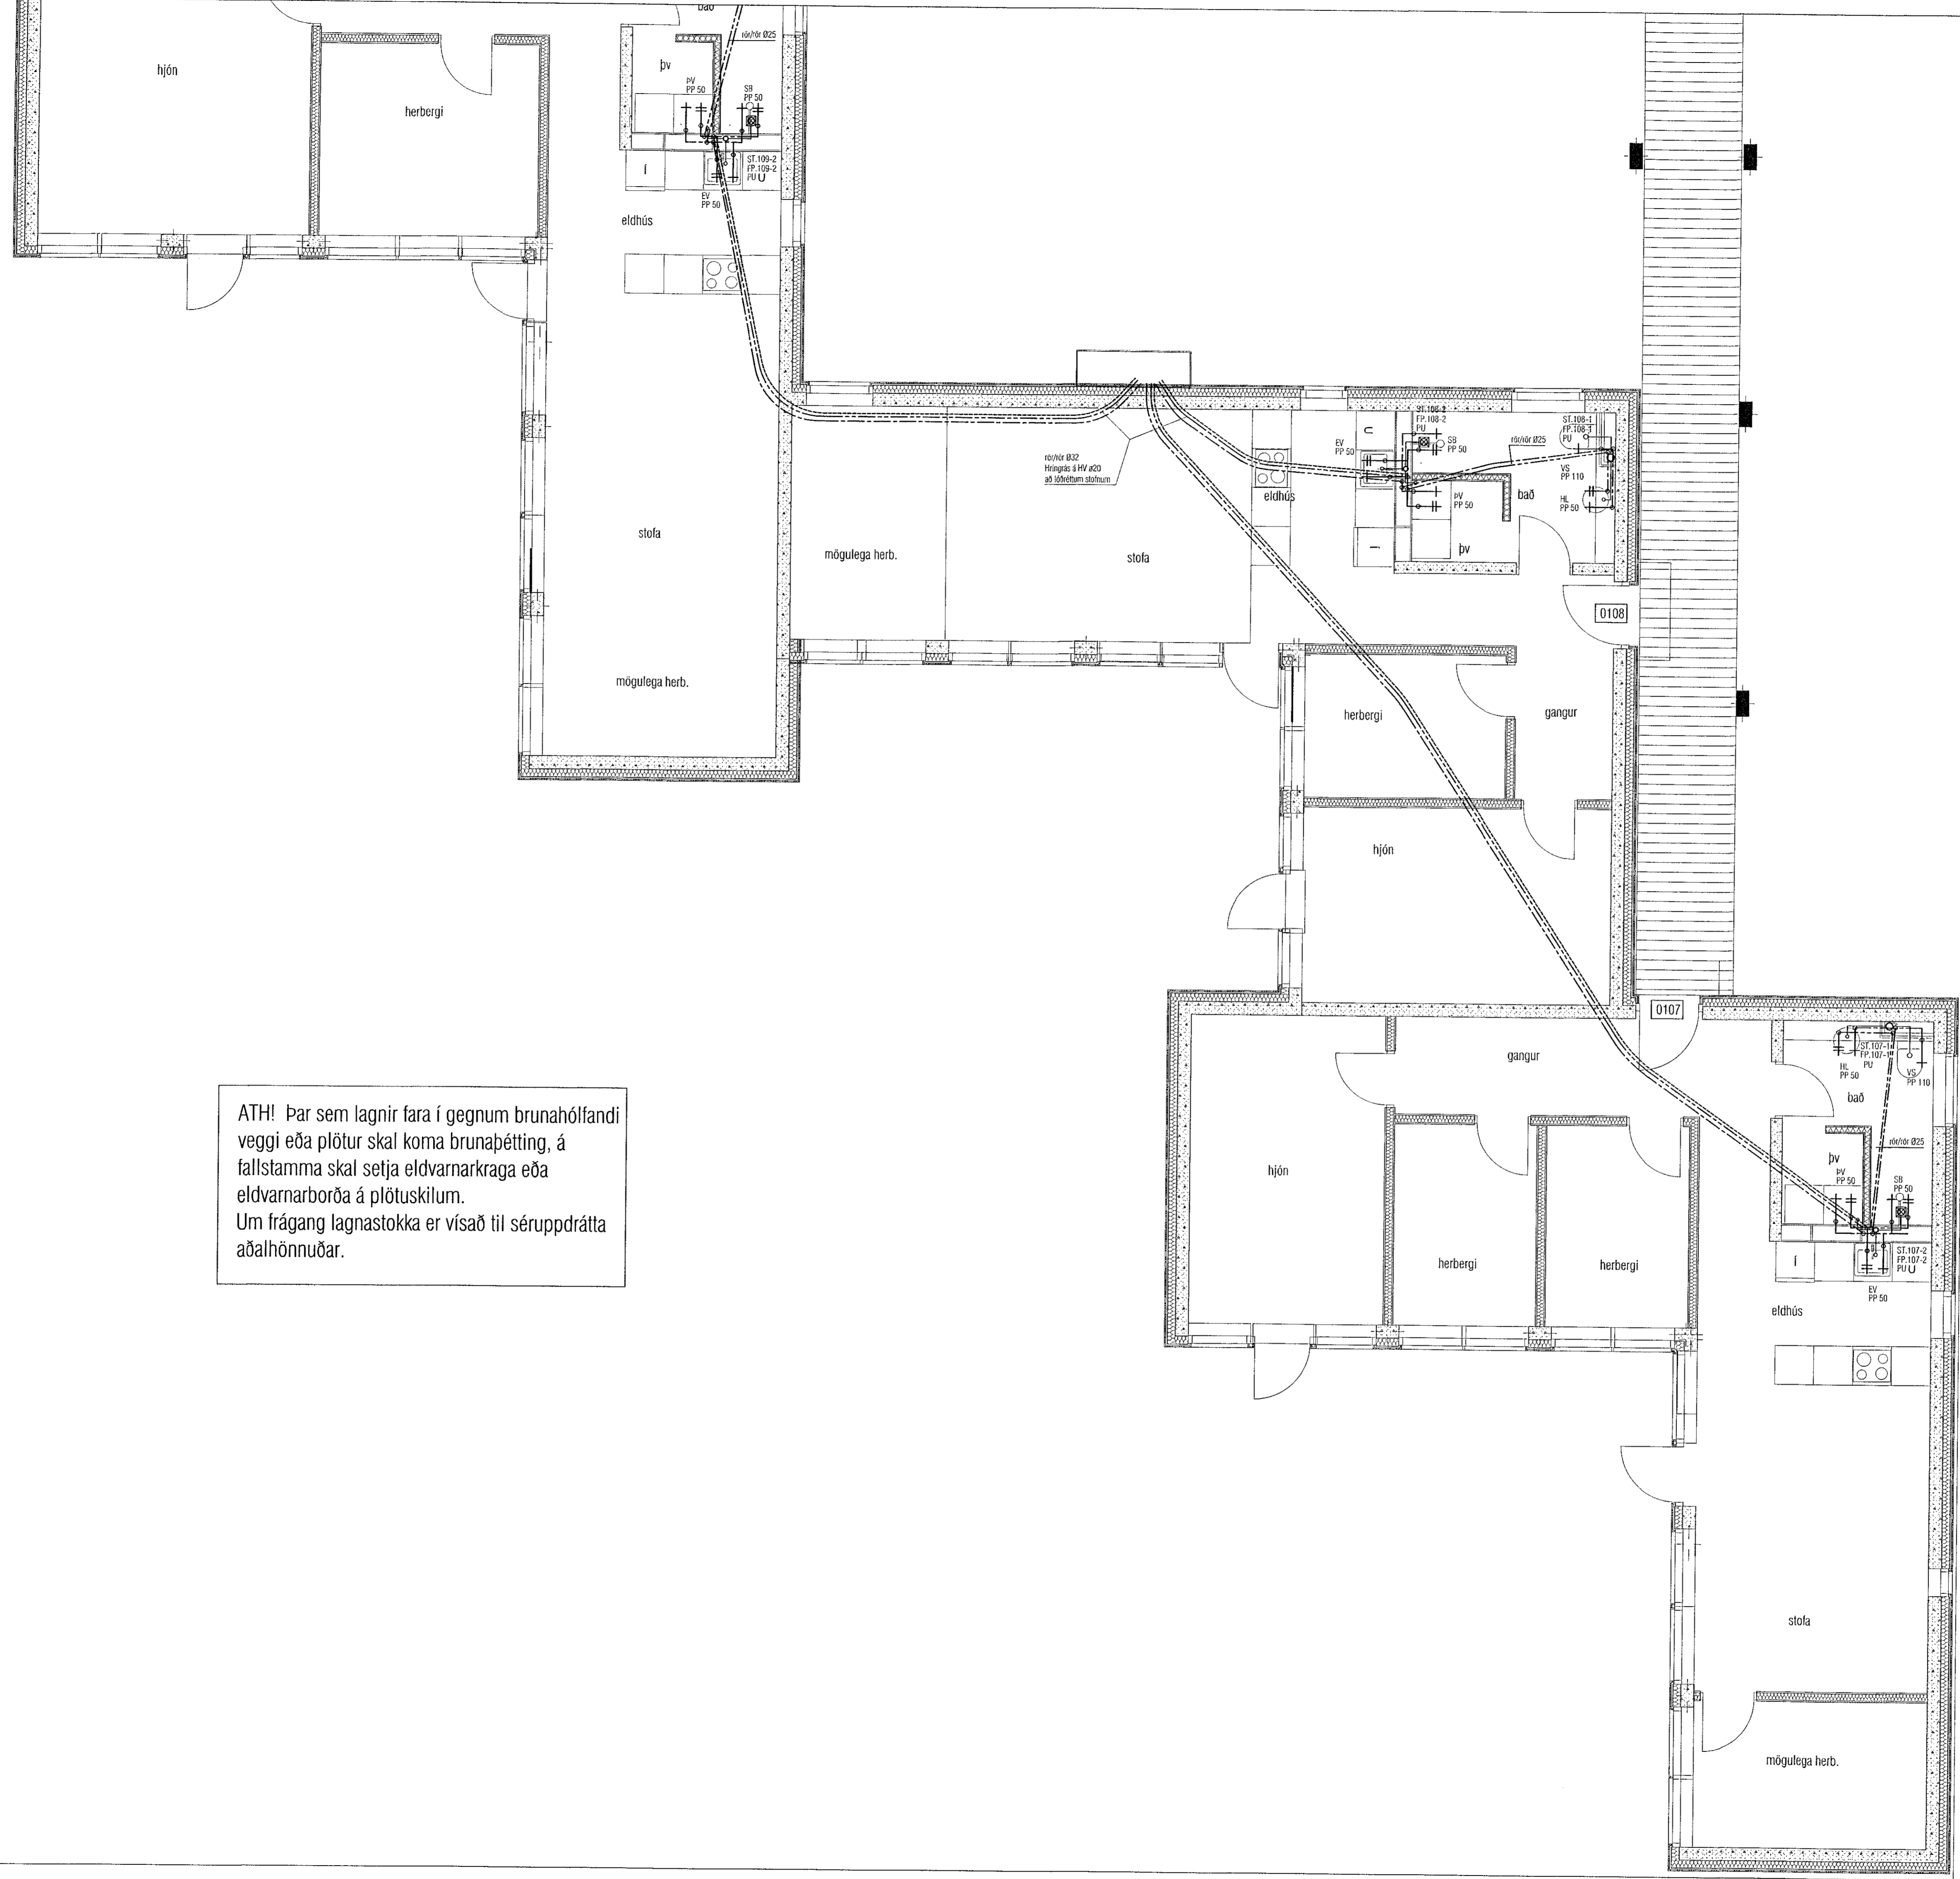 bað
rör/rör Ø25
hjón
herbergi
þv
ÞV
PP 50
SB
PP 50
Í
ST.109-2
FP.109-2
PU U
EV
PP 50
eldhús
stofa
mögulega herb.
rör/rör Ø32
Hringrás á HV ø20
að lóðréttum stofnum
mögulega herb.
stofa
eldhús
U
EV
PP 50
ST.108-2
FP.108-2
PU
SB
PP 50
rör/rör Ø25
ST.108-1
FP.108-1
PU
VS
PP 110
HL
PP 50
bað
ÞV
PP 50
þv
Í
0108
herbergi
gangur
hjón
0107
gangur
ST.107-1
FP.107-1
PU
HL
PP 50
VS
PP 110
bað
rör/rör Ø25
þv
ÞV
PP 50
SB
PP 50
Í
ST.107-2
FP.107-2
PU U
EV
PP 50
eldhús
hjón
herbergi
herbergi
stofa
mögulega herb.
ATH! Þar sem lagnir fara í gegnum brunahólfandi
veggi eða plötur skal koma brunaþétting, á
fallstamma skal setja eldvarnarkraga eða
eldvarnarborða á plötuskilum.
Um frágang lagnastokka er vísað til séruppdrátta
aðalhönnuðar.